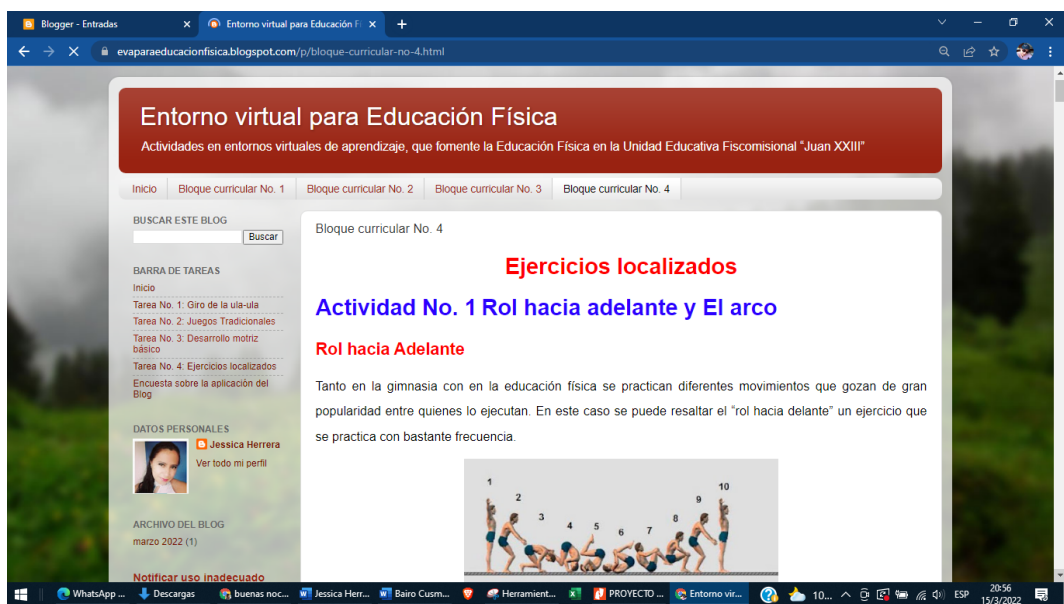 Blogger - Entradas
Entorno virtual para Educación Fí
evaparaeducacionfisica.blogspot.com/p/bloque-curricular-no-4.html
Entorno virtual para Educación Física
Actividades en entornos virtuales de aprendizaje, que fomente la Educación Física en la Unidad Educativa Fiscomisional “Juan XXIII”
Inicio Bloque curricular No. 1 Bloque curricular No. 2 Bloque curricular No. 3 Bloque curricular No. 4
BUSCAR ESTE BLOG
Buscar
BARRA DE TAREAS
Inicio
Tarea No. 1: Giro de la ula-ula
Tarea No. 2: Juegos Tradicionales
Tarea No. 3: Desarrollo motriz
básico
Tarea No. 4: Ejercicios localizados
Encuesta sobre la aplicación del
Blog
DATOS PERSONALES
Jessica Herrera
Ver todo mi perfil
ARCHIVO DEL BLOG
marzo 2022 (1)
Notificar uso inadecuado
Bloque curricular No. 4
Ejercicios localizados
Actividad No. 1 Rol hacia adelante y El arco
Rol hacia Adelante
Tanto en la gimnasia con en la educación física se practican diferentes movimientos que gozan de gran
popularidad entre quienes lo ejecutan. En este caso se puede resaltar el “rol hacia delante” un ejercicio que
se practica con bastante frecuencia.
1 2 3 4 5 6 7 8 9 10
WhatsApp ... Descargas buenas noc... Jessica Herr... Bairo Cusm... Herramient... PROYECTO ... Entorno vir... 10... ESP 20:56
15/3/2022